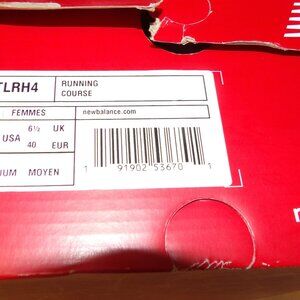 TLRH4 RUNNING
COURSE
FEMMES newbalance.com
USA 6½ UK
40 EUR
1 91902 53670 1
UM MOYEN